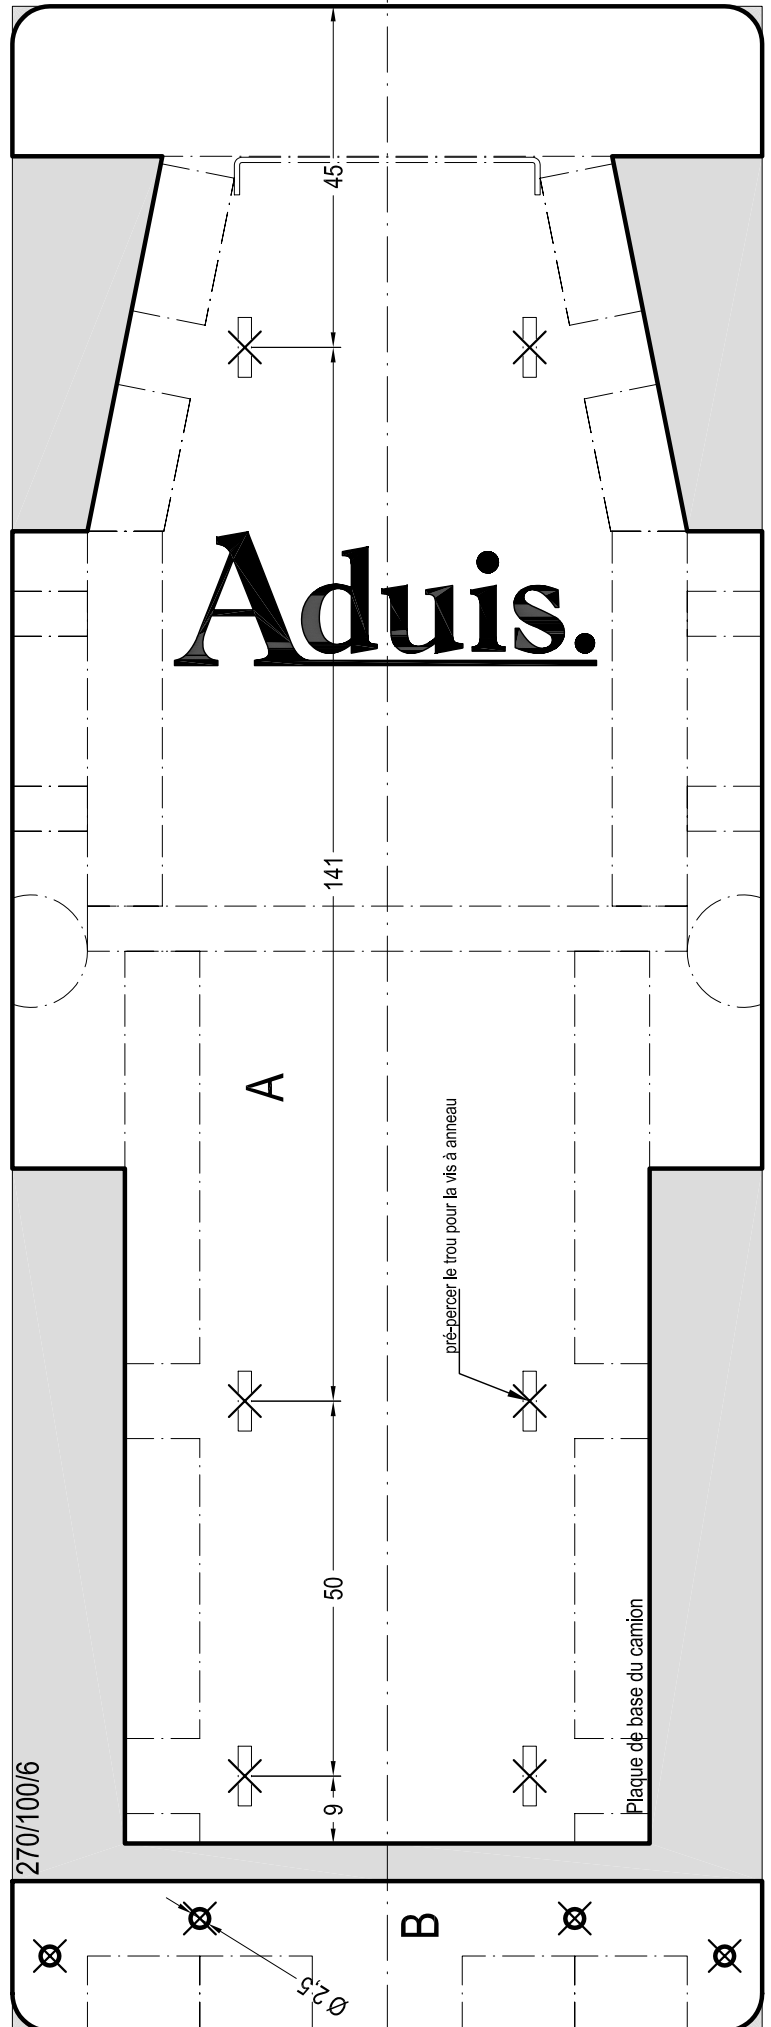 45
Aduis.
141
A
pré-percer le trou pour la vis à anneau
50
Plaque de base du camion
9
270/100/6
B
Ø 2,5